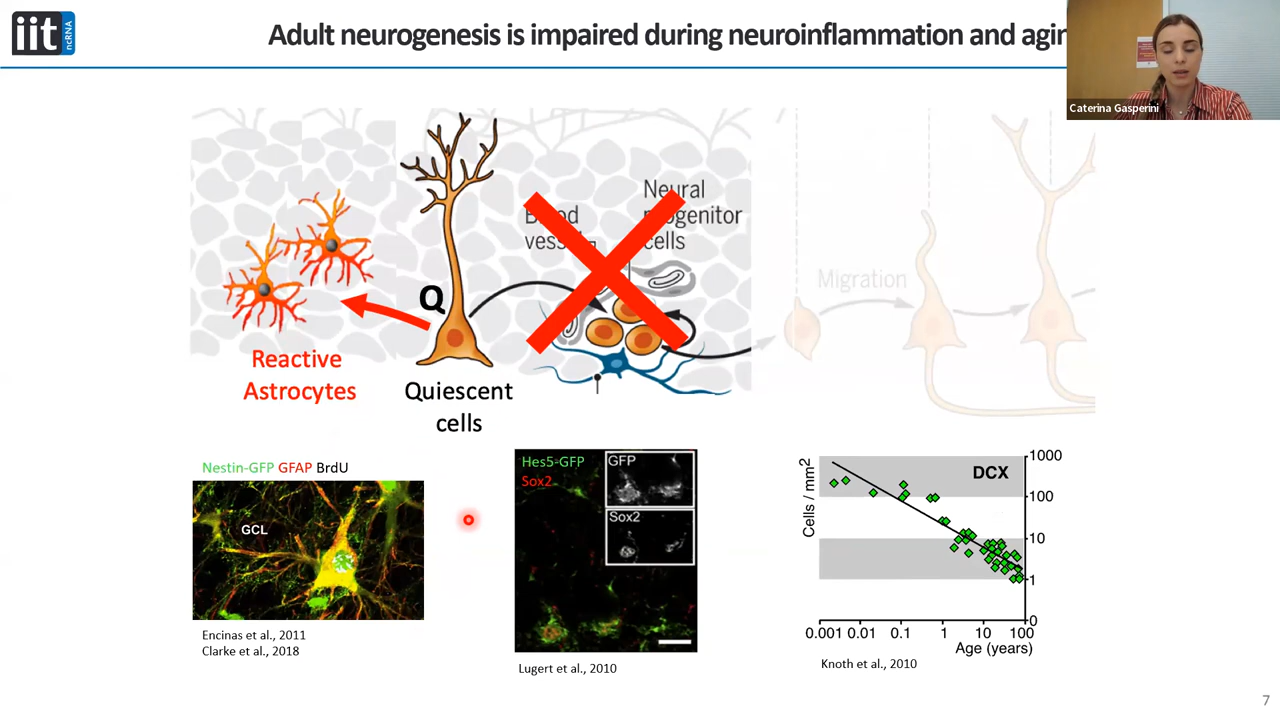 iit
ncRNA
Adult neurogenesis is impaired during neuroinflammation and
Caterina Gasperini
Neural
progenitor
cells
Blood
vessel
Q
Migration
Reactive
Astrocytes
Quiescent
cells
Nestin-GFP GFAP BrdU
GCL
Encinas et al., 2011
Clarke et al., 2018
Hes5-GFP
Sox2
GFP
Sox2
Lugert et al., 2010
Cells / mm2
DCX
1000
100
10
1
0
0.001 0.01 0.1 1 10 100
Age (years)
Knoth et al., 2010
7